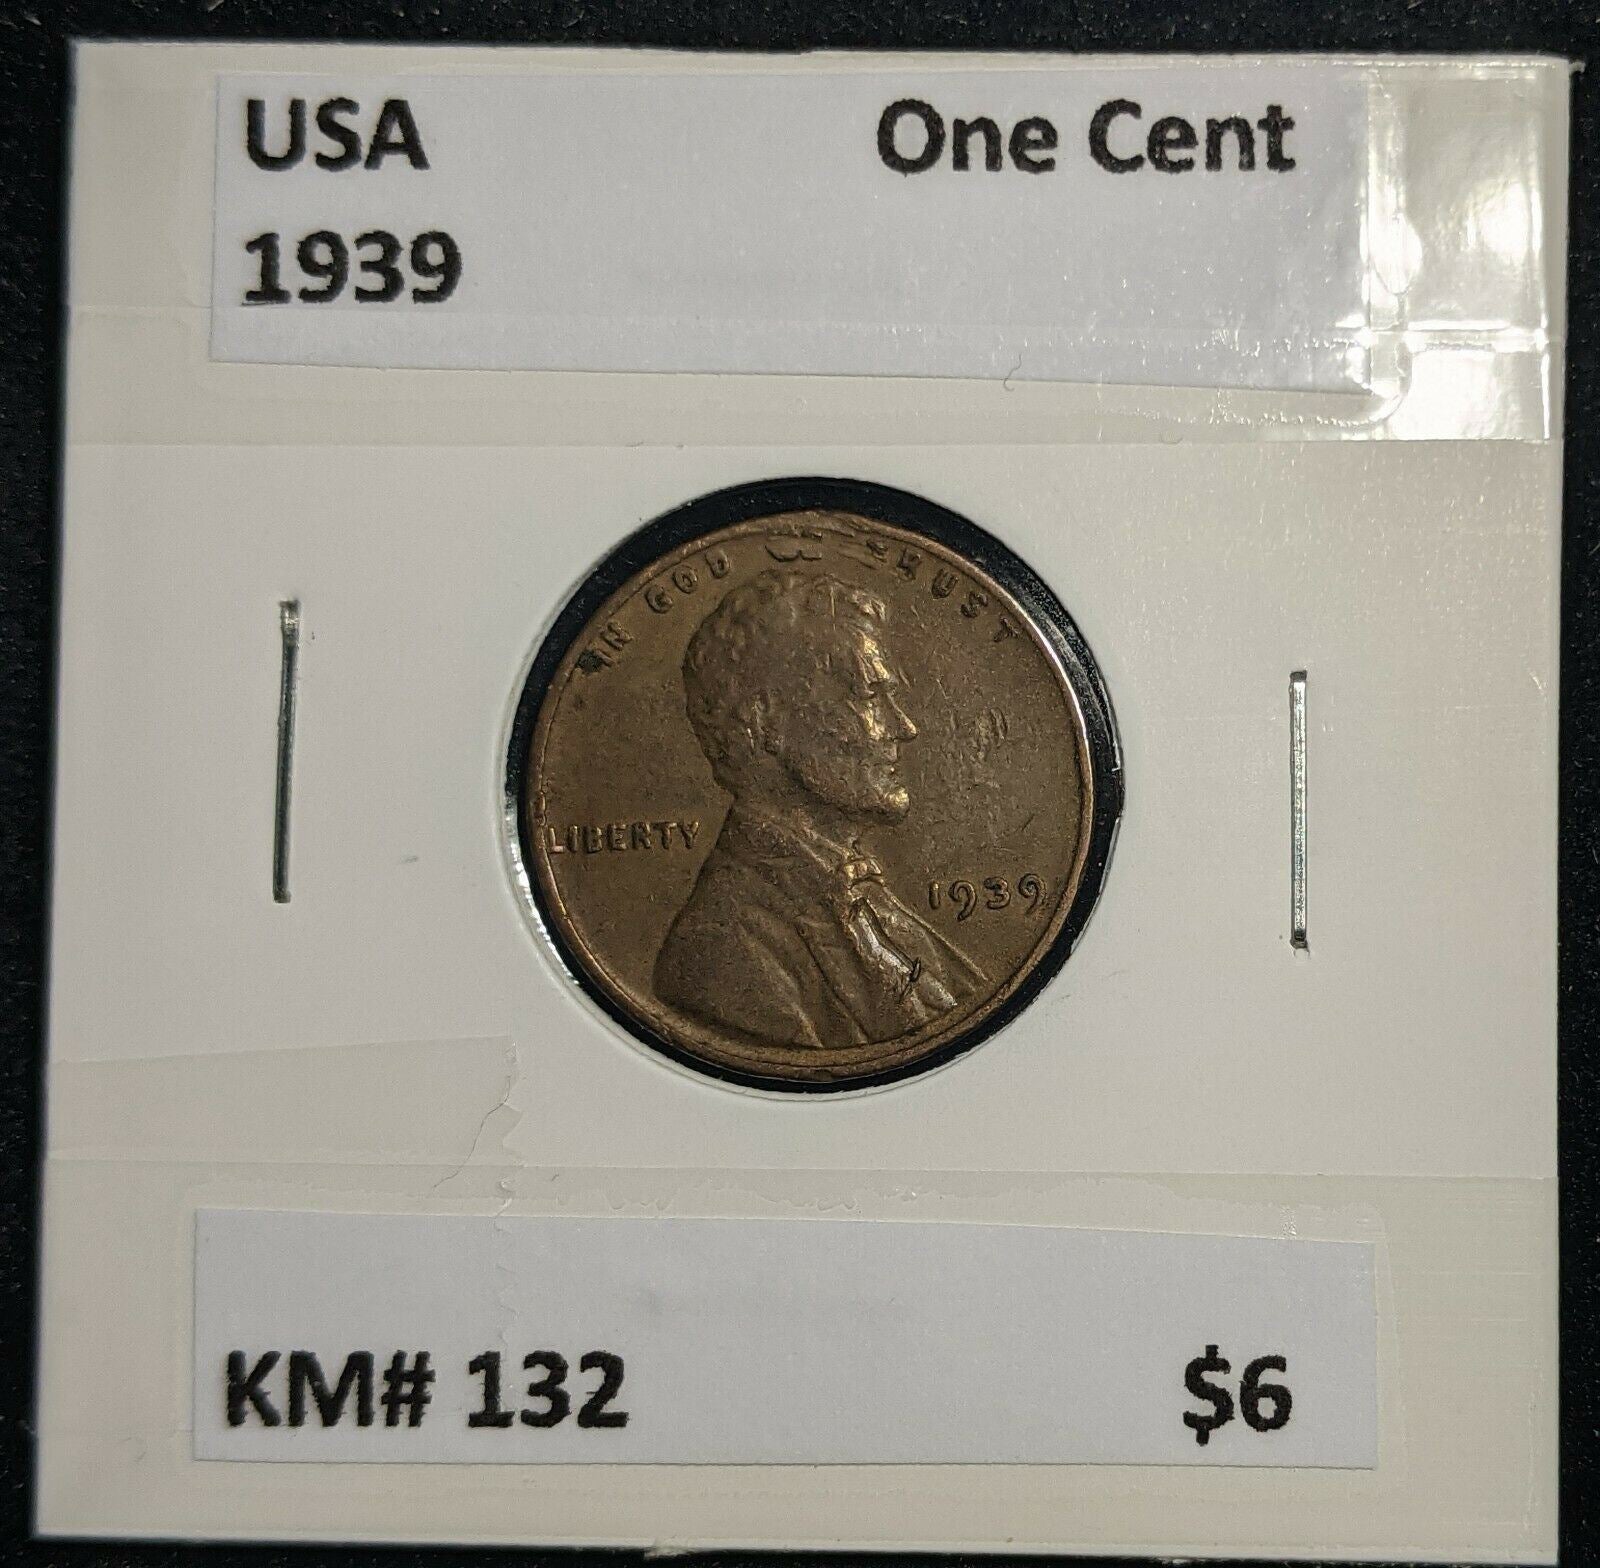 USA One Cent
1939
IN GOD WE TRUST
LIBERTY
1939
KM# 132 $6